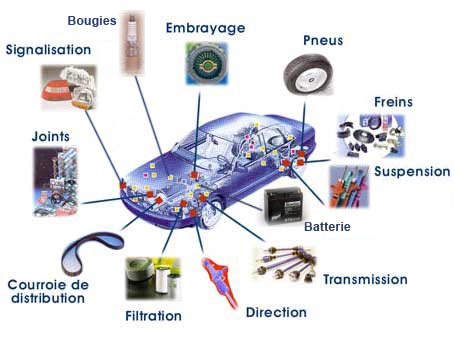 Bougies
Embrayage
Signalisation
Pneus
Freins
Joints
Suspension
Batterie
Courroie de
distribution
Transmission
Filtration
Direction